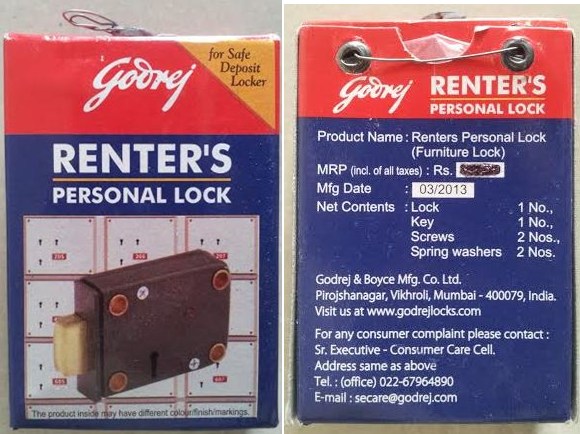 Godrej
for Safe
Deposit
Locker
RENTER'S
PERSONAL LOCK
The product inside may have different colour/finish/markings.
Godrej
RENTER'S
PERSONAL LOCK
Product Name : Renters Personal Lock
(Furniture Lock)
MRP (incl. of all taxes) : Rs.
Mfg Date : 03/2013
Net Contents : Lock 1 No.,
Key 1 No.,
Screws 2 Nos.,
Spring washers 2 Nos.
Godrej & Boyce Mfg. Co. Ltd.
Pirojshanagar, Vikhroli, Mumbai - 400079, India.
Visit us at www.godrejlocks.com
For any consumer complaint please contact :
Sr. Executive - Consumer Care Cell.
Address same as above
Tel. : (office) 022-67964890
E-mail : secare@godrej.com